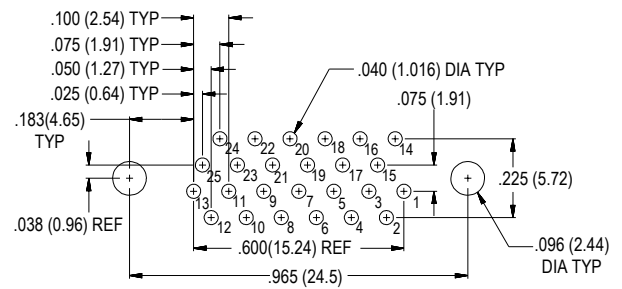 .100 (2.54) TYP
.075 (1.91) TYP
.050 (1.27) TYP
.025 (0.64) TYP
.040 (1.016) DIA TYP
.075 (1.91)
.183(4.65)
TYP
24 22 20 18 16 14
25 23 21 19 17 15
13 11 9 7 5 3 1
12 10 8 6 4 2
.225 (5.72)
.038 (0.96) REF
.600(15.24) REF
.096 (2.44)
DIA TYP
.965 (24.5)